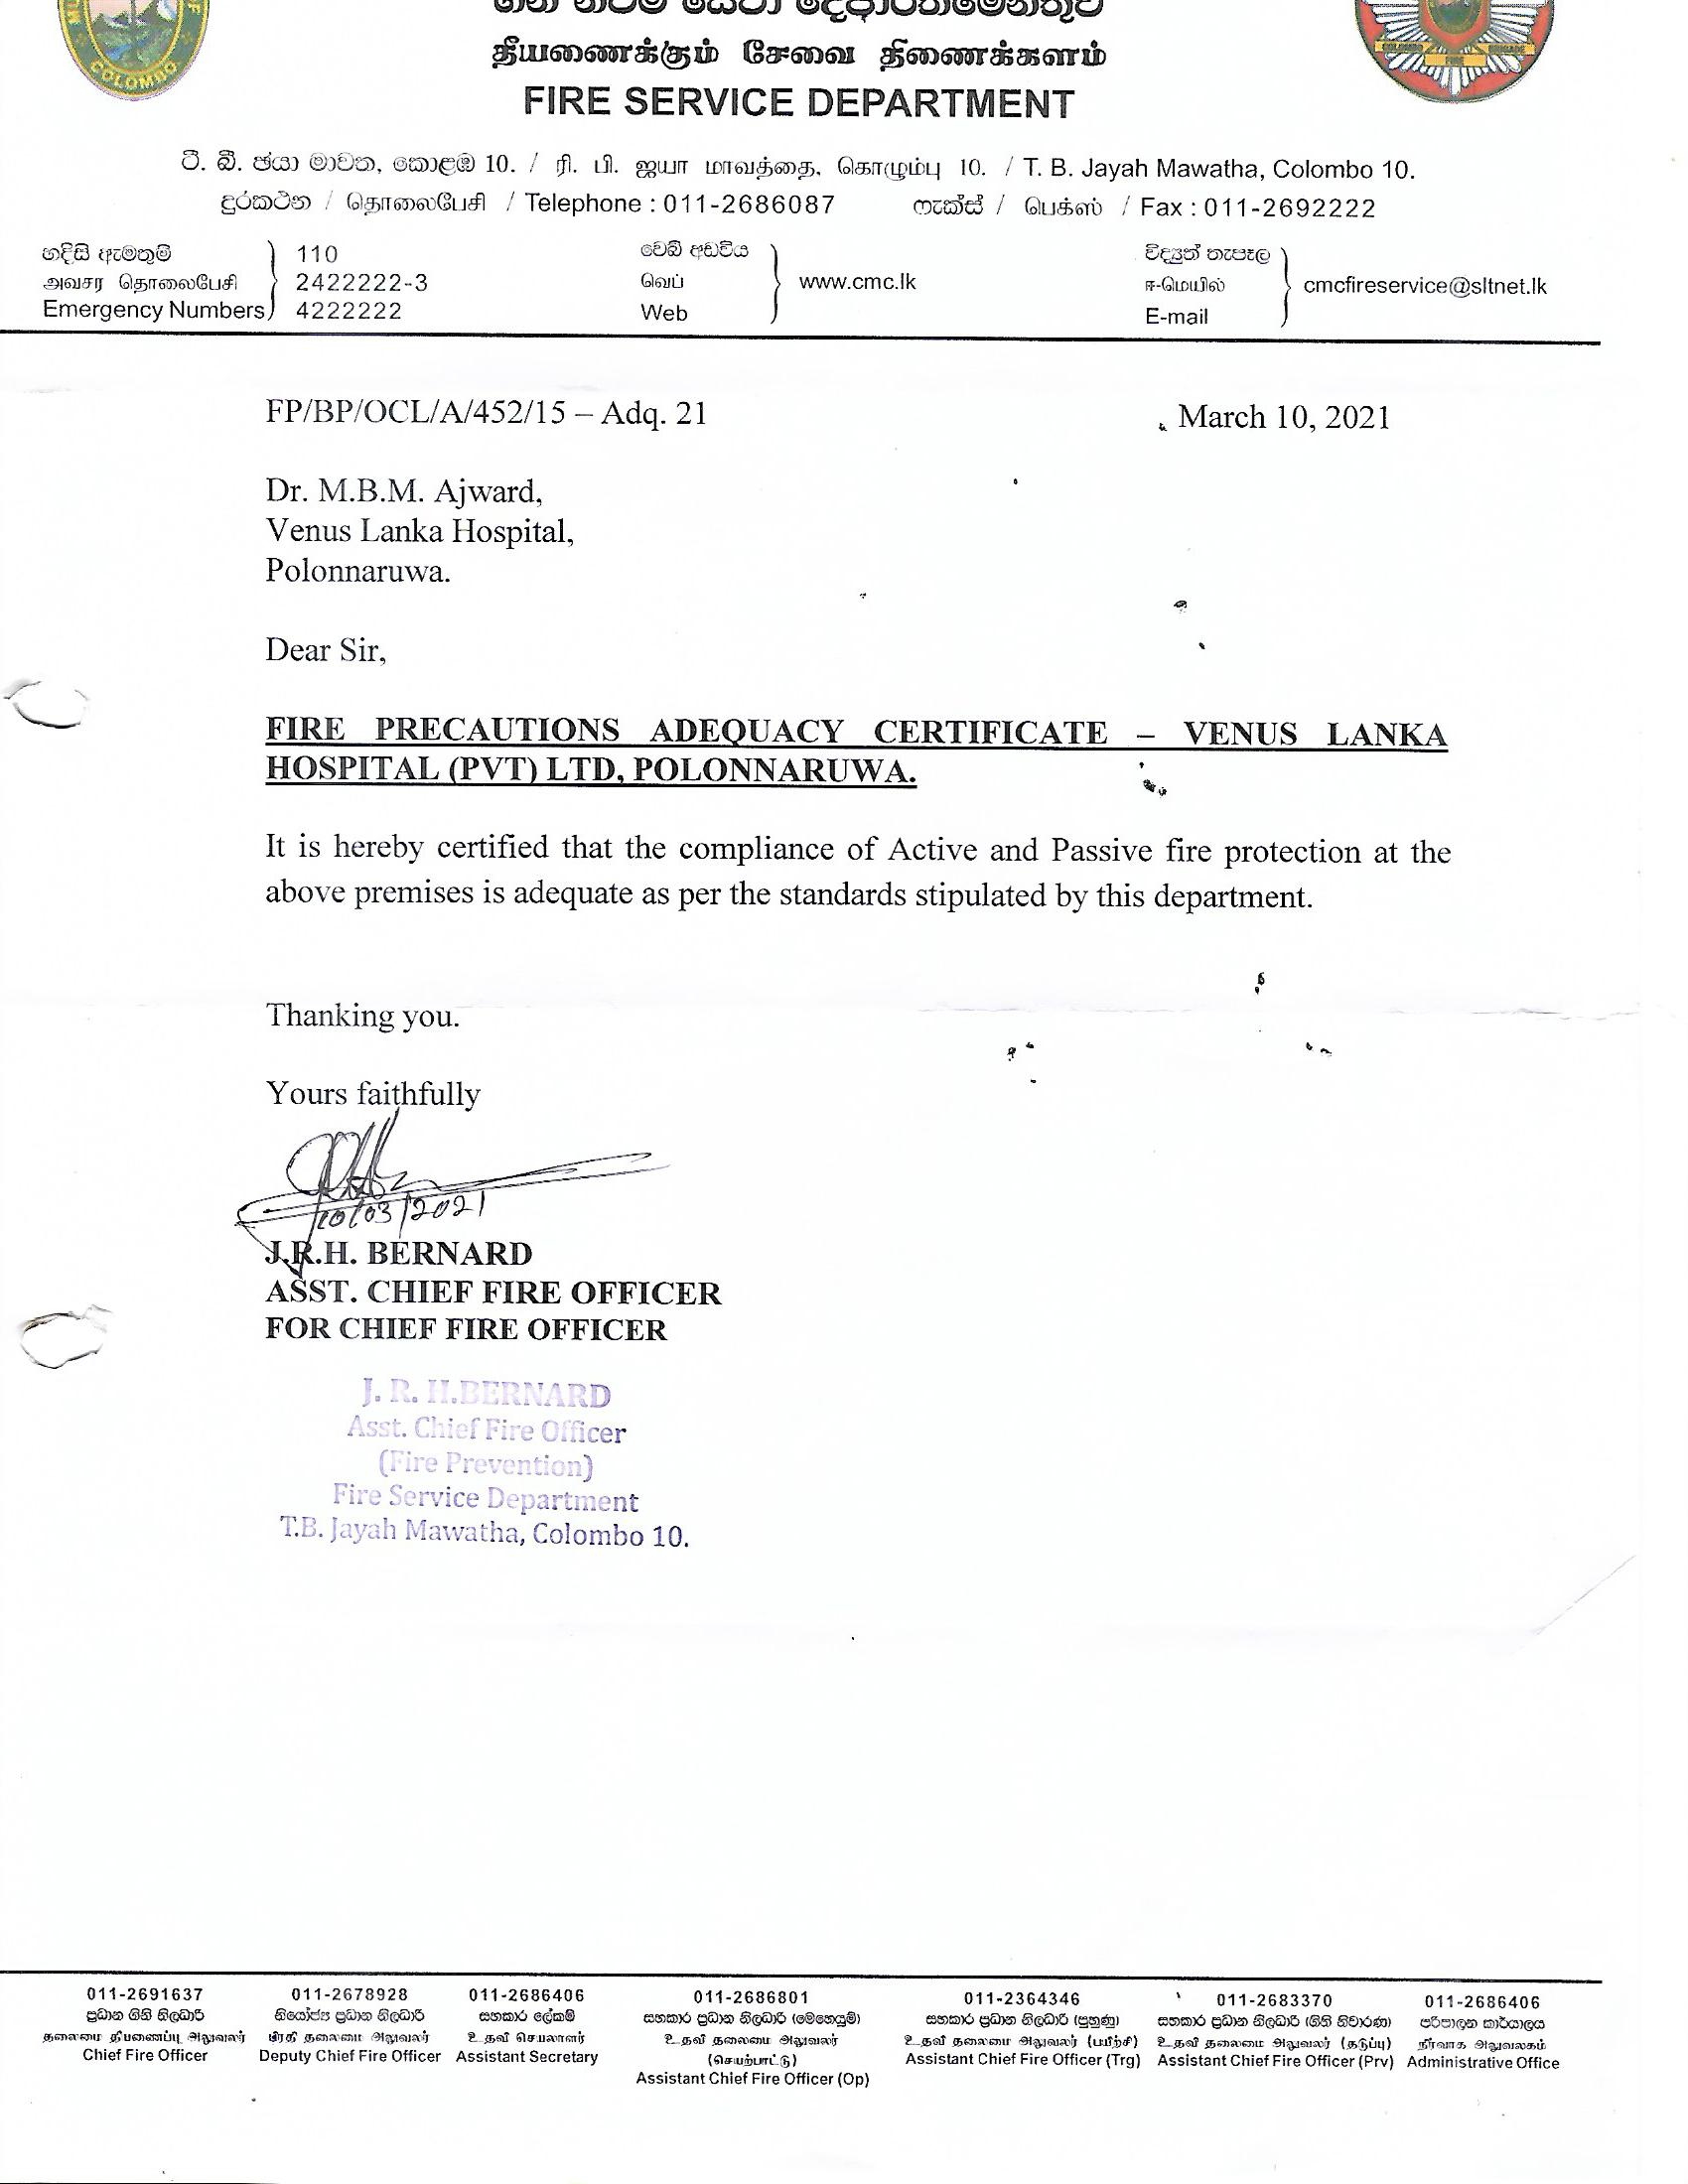 COLOMBO
COLOMBO FIRE BRIGADE
சேவை திணைக்களம்
தீயணைக்கும் சேவை திணைக்களம்
FIRE SERVICE DEPARTMENT
ටී. බී. ජයා මාවත, කොළඹ 10. / ரி. பி. ஜயா மாவத்தை, கொழும்பு 10. / T. B. Jayah Mawatha, Colombo 10.
දුරකථන / தொலைபேசி / Telephone : 011-2686087 ෆැක්ස් / பெக்ஸ் / Fax : 011-2692222
හදිසි ඇමතුම් 110 වෙබ් අඩවිය විද්‍යුත් තැපෑල
அவசர தொலைபேசி 2422222-3 வெப் www.cmc.lk ஈ-மெயில் cmcfireservice@sltnet.lk
Emergency Numbers 4222222 Web E-mail
FP/BP/OCL/A/452/15 – Adq. 21 March 10, 2021
Dr. M.B.M. Ajward,
Venus Lanka Hospital,
Polonnaruwa.
Dear Sir,
FIRE PRECAUTIONS ADEQUACY CERTIFICATE – VENUS LANKA
HOSPITAL (PVT) LTD, POLONNARUWA.
It is hereby certified that the compliance of Active and Passive fire protection at the
above premises is adequate as per the standards stipulated by this department.
Thanking you.
Yours faithfully
10/03/2021
J.R.H. BERNARD
ASST. CHIEF FIRE OFFICER
FOR CHIEF FIRE OFFICER
J. R. H.BERNARD
Asst. Chief Fire Officer
(Fire Prevention)
Fire Service Department
T.B. Jayah Mawatha, Colombo 10.
011-2691637 011-2678928 011-2686406 011-2686801 011-2364346 011-2683370 011-2686406
ප්‍රධාන ගිනි නිලධාරි නියෝජ්‍ය ප්‍රධාන නිලධාරි සහකාර ලේකම් සහකාර ප්‍රධාන නිලධාරි (මෙහෙයුම්) සහකාර ප්‍රධාන නිලධාරි (පුහුණු) සහකාර ප්‍රධාන නිලධාරි (ගිනි නිවාරණ) පරිපාලන කාර්යාලය
தலைமை தீயணைப்பு அலுவலர் பிரதி தலைமை அலுவலர் உதவி செயலாளர் உதவி தலைமை அலுவலர் உதவி தலைமை அலுவலர் (பயிற்சி) உதவி தலைமை அலுவலர் (தடுப்பு) நிர்வாக அலுவலகம்
(செயற்பாட்டு)
Chief Fire Officer Deputy Chief Fire Officer Assistant Secretary Assistant Chief Fire Officer (Op) Assistant Chief Fire Officer (Trg) Assistant Chief Fire Officer (Prv) Administrative Office